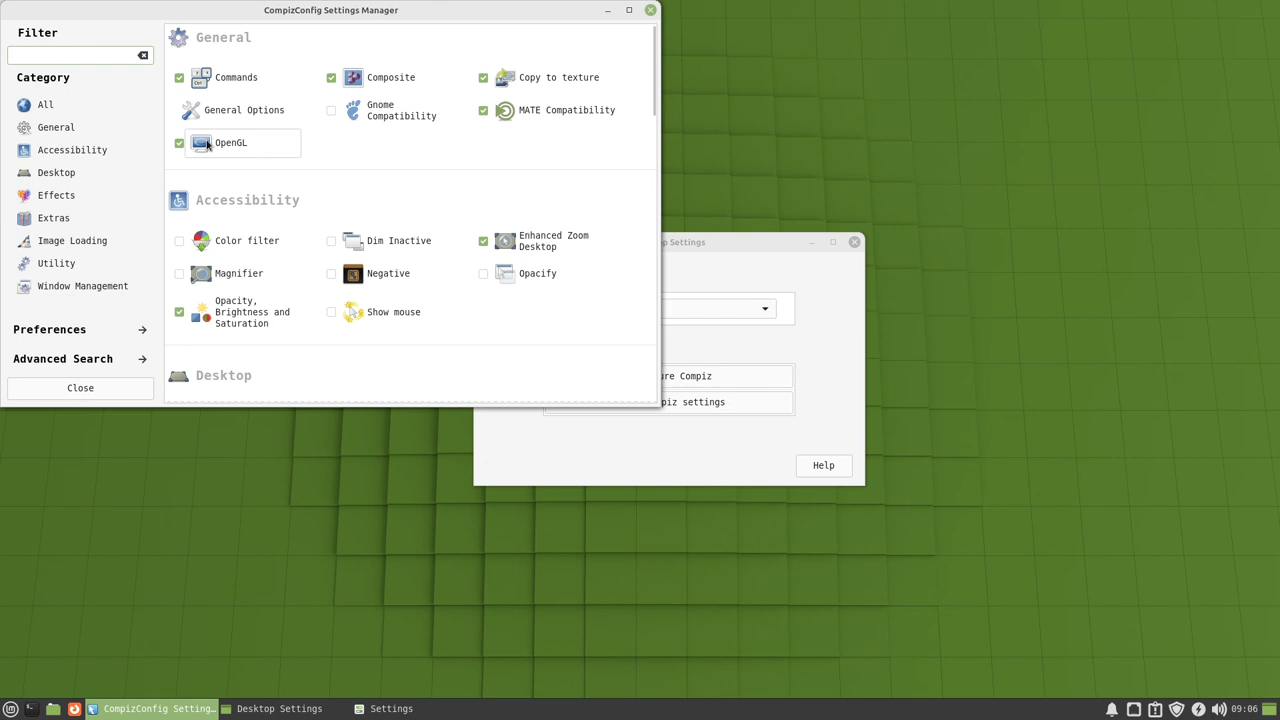 CompizConfig Settings Manager
Filter
Category
All
General
Accessibility
Desktop
Effects
Extras
Image Loading
Utility
Window Management
Preferences
Advanced Search
Close
General
Commands
Composite
Copy to texture
General Options
Gnome
Compatibility
MATE Compatibility
OpenGL
Accessibility
Color filter
Dim Inactive
Enhanced Zoom
Desktop
Magnifier
Negative
Opacify
Opacity,
Brightness and
Saturation
Show mouse
Desktop
Settings
Compiz
settings
Help
CompizConfig Setting...
Desktop Settings
Settings
09:06